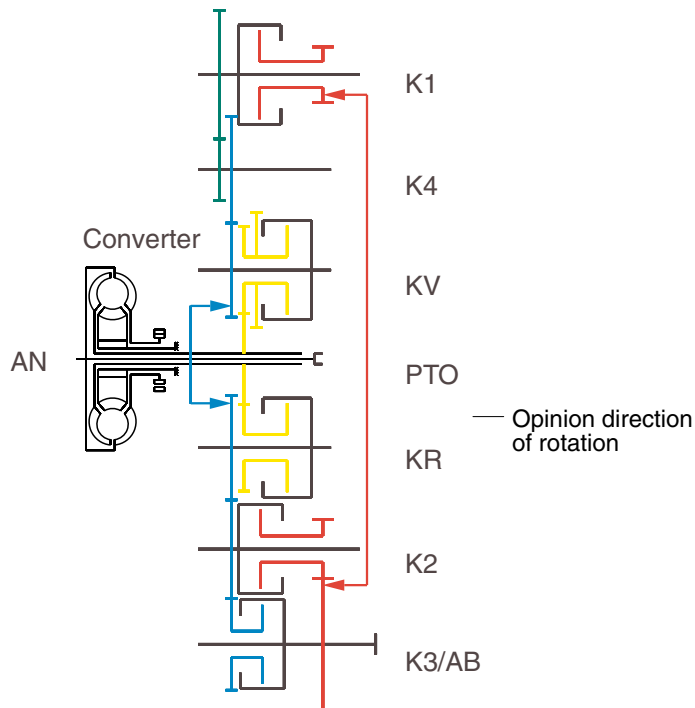 K1
K4
Converter
KV
AN
PTO
Opinion direction
of rotation
KR
K2
K3/AB